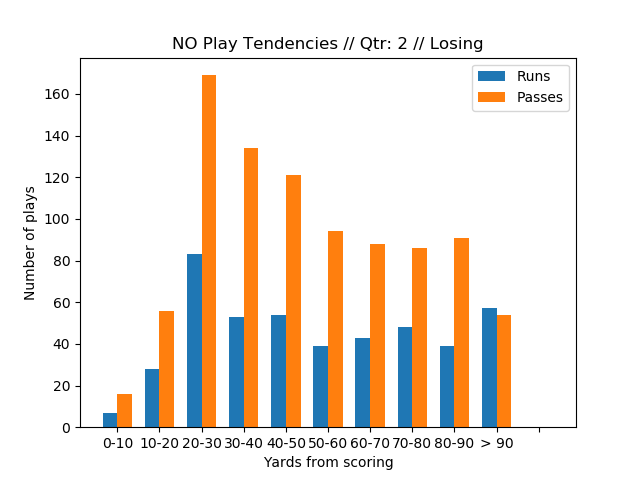 NO Play Tendencies // Qtr: 2 // Losing
Runs
Passes
Number of plays
160
140
120
100
80
60
40
20
0
0-10 10-20 20-30 30-40 40-50 50-60 60-70 70-80 80-90 > 90
Yards from scoring